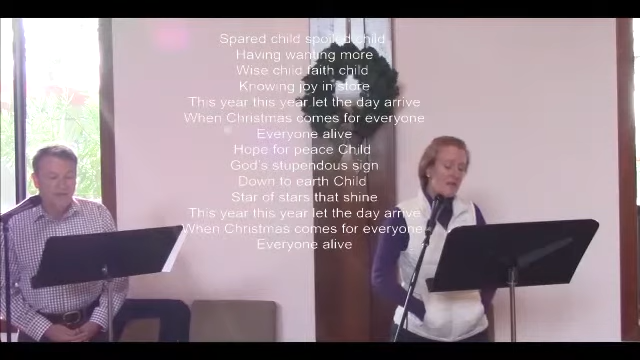 Spared child spoiled child
Having wanting more
Wise child faith child
Knowing joy in store
This year this year let the day arrive
When Christmas comes for everyone
Everyone alive
Hope for peace Child
God's stupendous sign
Down to earth Child
Star of stars that shine
This year this year let the day arrive
When Christmas comes for everyone
Everyone alive